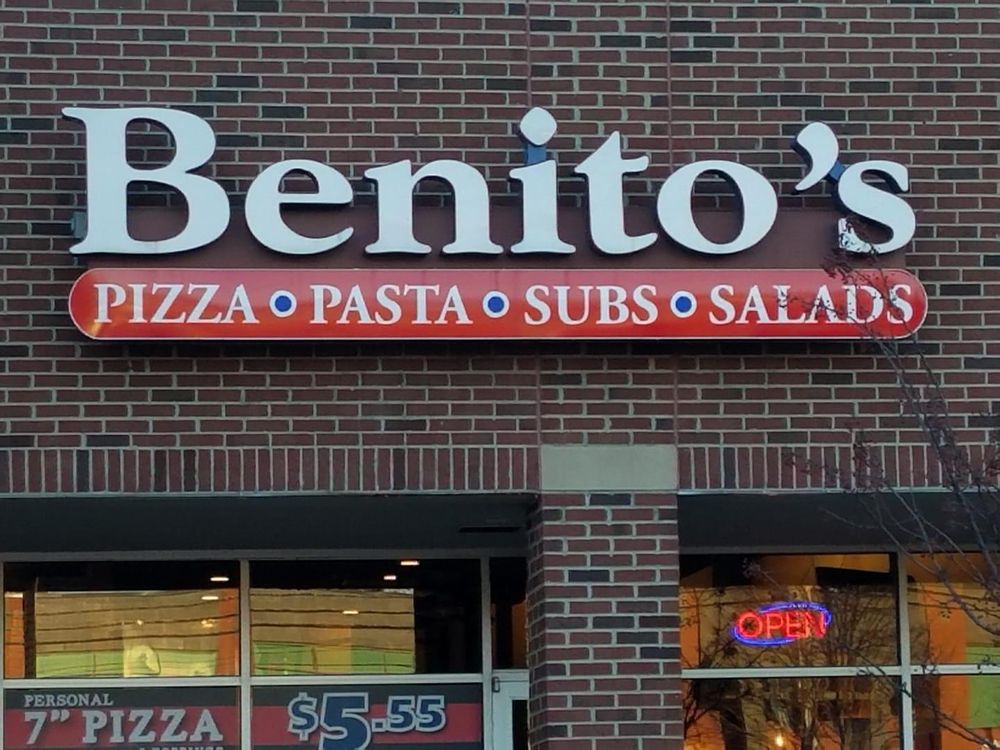 Benito's
PIZZA • PASTA • SUBS • SALADS
OPEN
PERSONAL
7" PIZZA
$5.55